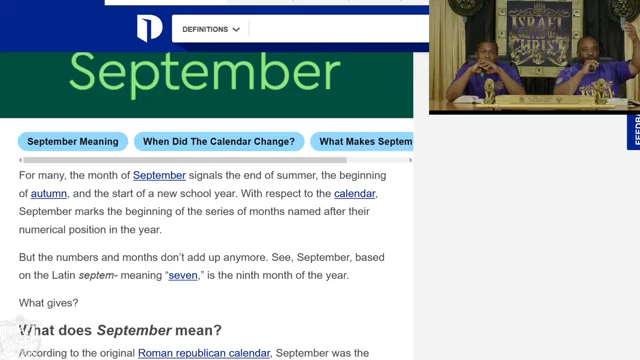 DEFINITIONS
September
September Meaning
When Did The Calendar Change?
What Makes Septem
For many, the month of September signals the end of summer, the beginning
of autumn, and the start of a new school year. With respect to the calendar,
September marks the beginning of the series of months named after their
numerical position in the year.
But the numbers and months don't add up anymore. See, September, based
on the Latin septem- meaning “seven,” is the ninth month of the year.
What gives?
What does September mean?
According to the original Roman republican calendar, September was the
ISRAEL
CHRIST
FEEDB